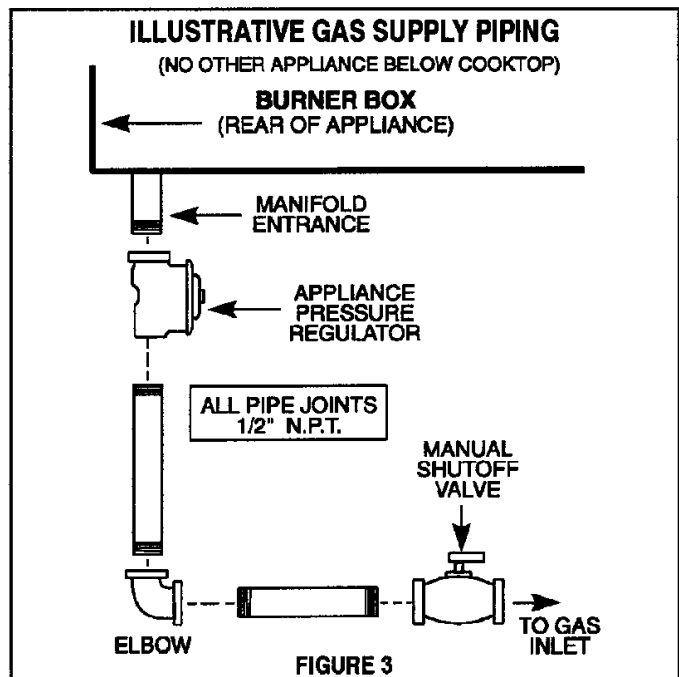 ILLUSTRATIVE GAS SUPPLY PIPING
(NO OTHER APPLIANCE BELOW COOKTOP)
BURNER BOX
(REAR OF APPLIANCE)
MANIFOLD
ENTRANCE
APPLIANCE
PRESSURE
REGULATOR
ALL PIPE JOINTS
1/2" N.P.T.
MANUAL
SHUTOFF
VALVE
ELBOW
TO GAS
INLET
FIGURE 3